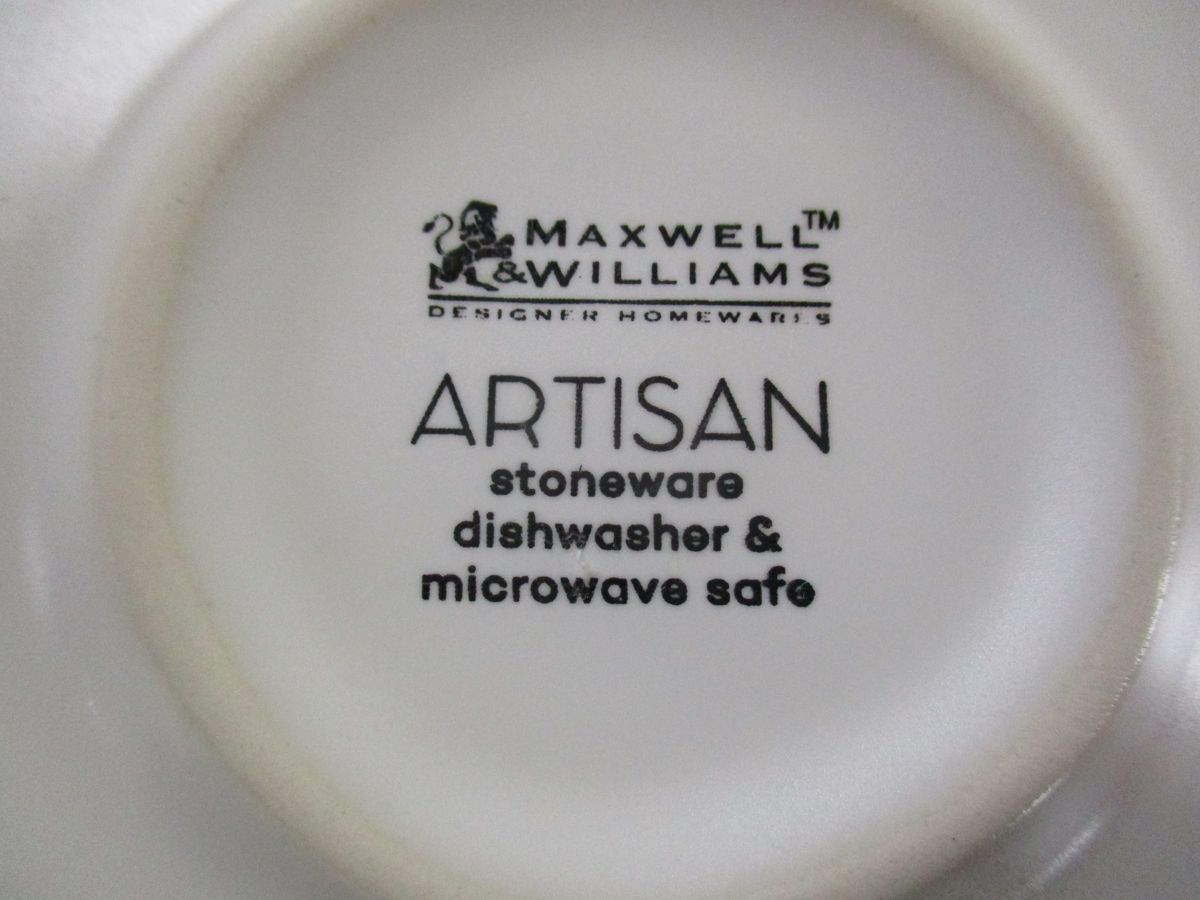 MAXWELL™
&WILLIAMS
DESIGNER HOMEWARES
ARTISAN
stoneware
dishwasher &
microwave safe